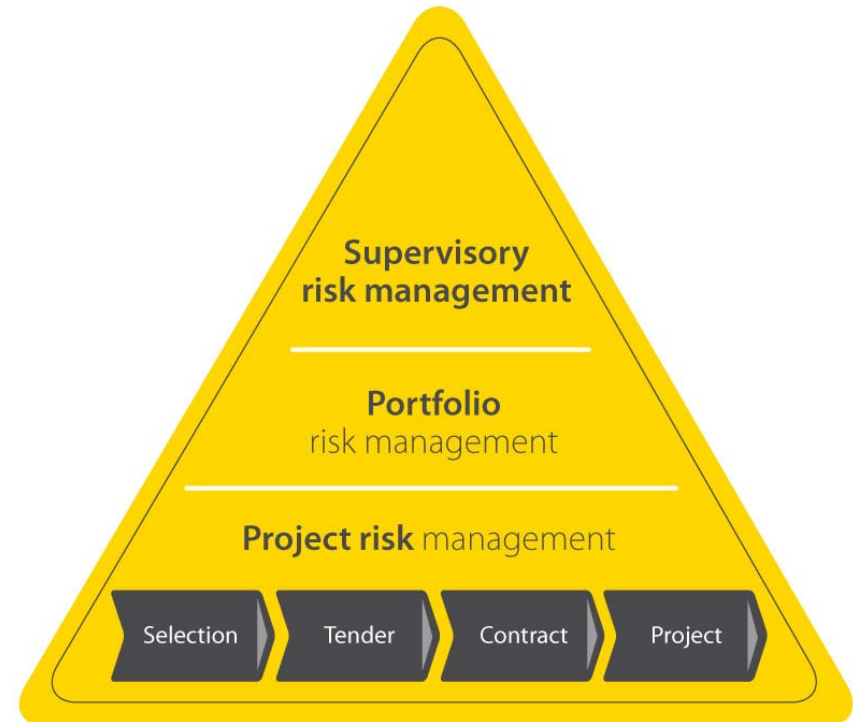 Supervisory
risk management
Portfolio
risk management
Project risk management
Selection
Tender
Contract
Project